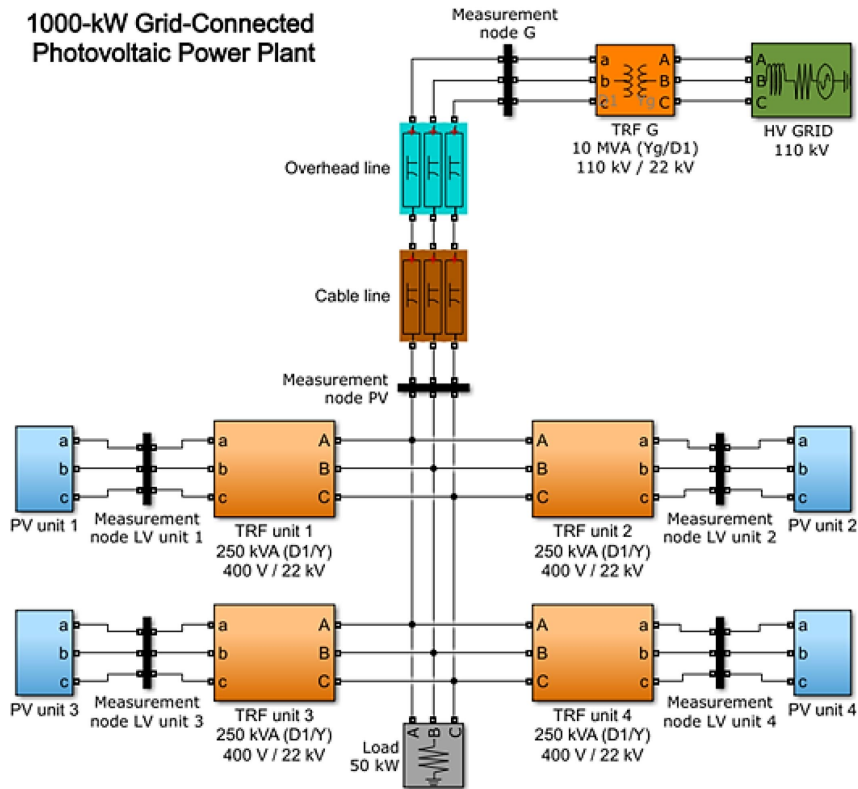 1000-kW Grid-Connected
Photovoltaic Power Plant
Measurement
node G
a
b
c
A
B
C
D1 Yg
A
B
C
TRF G
10 MVA (Yg/D1)
110 kV / 22 kV
HV GRID
110 kV
Overhead line
Cable line
Measurement
node PV
a
b
c
PV unit 1
Measurement
node LV unit 1
a
b
c
A
B
C
TRF unit 1
250 kVA (D1/Y)
400 V / 22 kV
A
B
C
a
b
c
TRF unit 2
250 kVA (D1/Y)
400 V / 22 kV
Measurement
node LV unit 2
a
b
c
PV unit 2
a
b
c
PV unit 3
Measurement
node LV unit 3
a
b
c
A
B
C
TRF unit 3
250 kVA (D1/Y)
400 V / 22 kV
A
B
C
a
b
c
TRF unit 4
250 kVA (D1/Y)
400 V / 22 kV
Measurement
node LV unit 4
a
b
c
PV unit 4
A B C
Load
50 kW